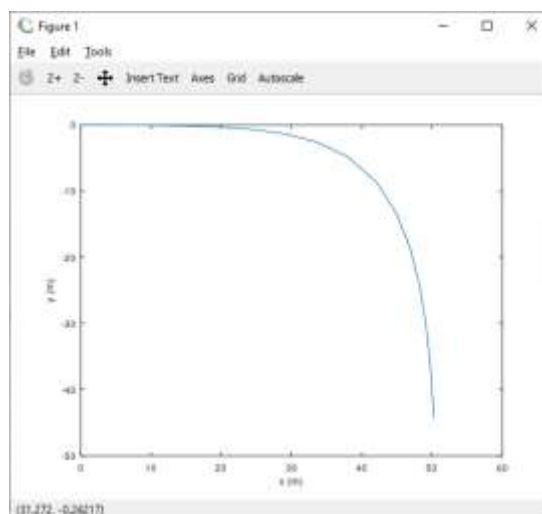 Figure 1
File Edit Tools
Z+ Z- Insert Text Axes Grid Autoscale
0
-10
-20
-30
-40
-50
y (m)
0 10 20 30 40 50 60
x (m)
(31.272, -0.26217)